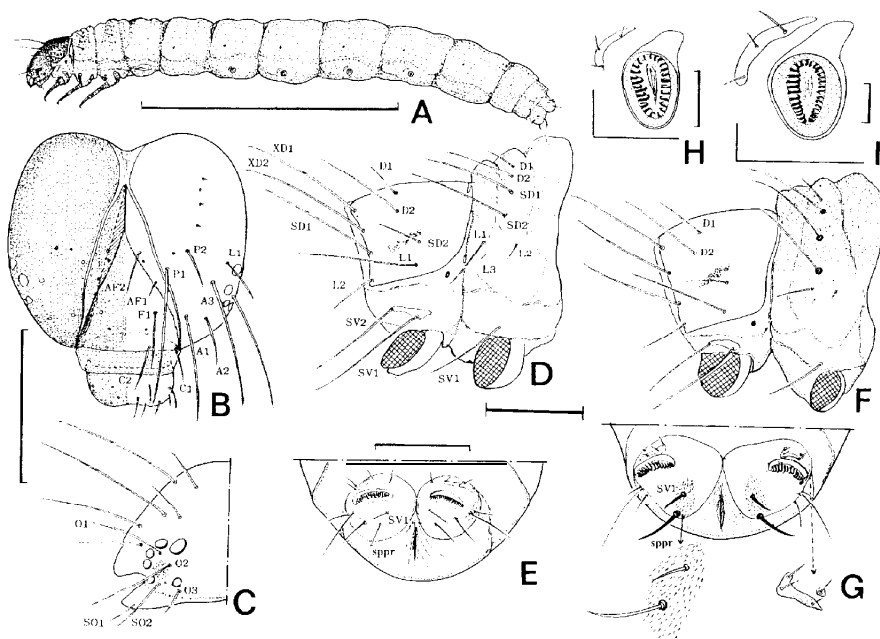 A
H
XD1
XD2
D1
D2
SD1
SD2
L1
L2
SV2
SV1
D1
D2
SD1
SD2
L1
L2
L3
SV1
D
D1
D2
F
P2
P1
L1
AF2
AF1
F1
A3
A1
A2
C2
C1
B
O1
O2
O3
SO1
SO2
C
SV1
sppr
E
SV1
sppr
G